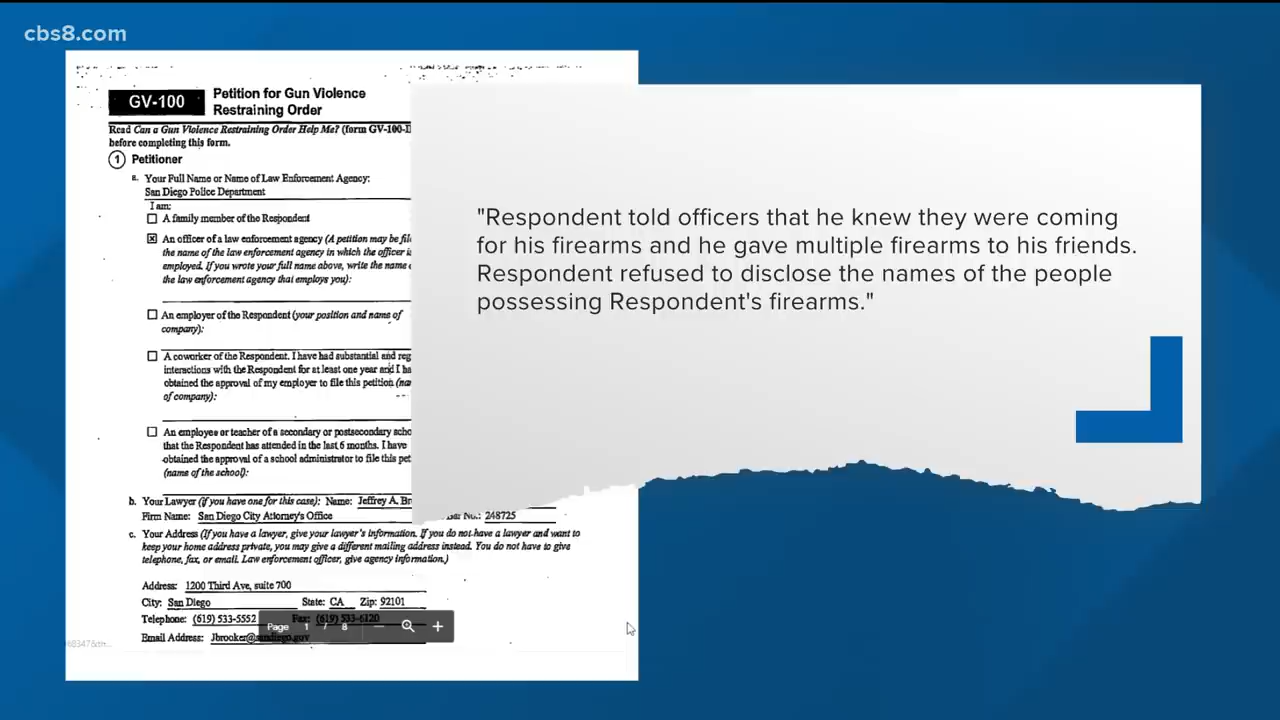 cbs8.com
GV-100
Petition for Gun Violence
Restraining Order
Read Can a Gun Violence Restraining Order Help Me? (form GV-100-
before completing this form.
1 Petitioner
a. Your Full Name or Name of Law Enforcement Agency:
San Diego Police Department
I am:
☐ A family member of the Respondent
☒ An officer of a law enforcement agency (A petition may be
the name of the law enforcement agency in which the officer
employed. If you wrote your full name above, write the name
the law enforcement agency that employs you):
☐ An employer of the Respondent (your position and name of
company):
☐ A coworker of the Respondent. I have had substantial and
interactions with the Respondent for at least one year and I
obtained the approval of my employer to file this petition
of company):
☐ An employee or teacher of a secondary or postsecondary
that the Respondent has attended in the last 6 months. I have
obtained the approval of a school administrator to file this
(name of the school):
b. Your Lawyer (if you have one for this case): Name: Jeffrey A.
Firm Name: San Diego City Attorney's Office No.: 248725
c. Your Address (If you have a lawyer, give your lawyer's information. If you do not have a lawyer and want to
keep your home address private, you may give a different mailing address instead. You do not have to give
telephone, fax, or email. Law enforcement officer, give agency information.)
Address: 1200 Third Ave, suite 700
City: San Diego State: CA Zip: 92101
Telephone: (619) 533-5552 Fax: (619) 533-6120
Page 1 / 8 — +
Email Address: Jbrooker@sandiego.gov
"Respondent told officers that he knew they were coming
for his firearms and he gave multiple firearms to his friends.
Respondent refused to disclose the names of the people
possessing Respondent's firearms."